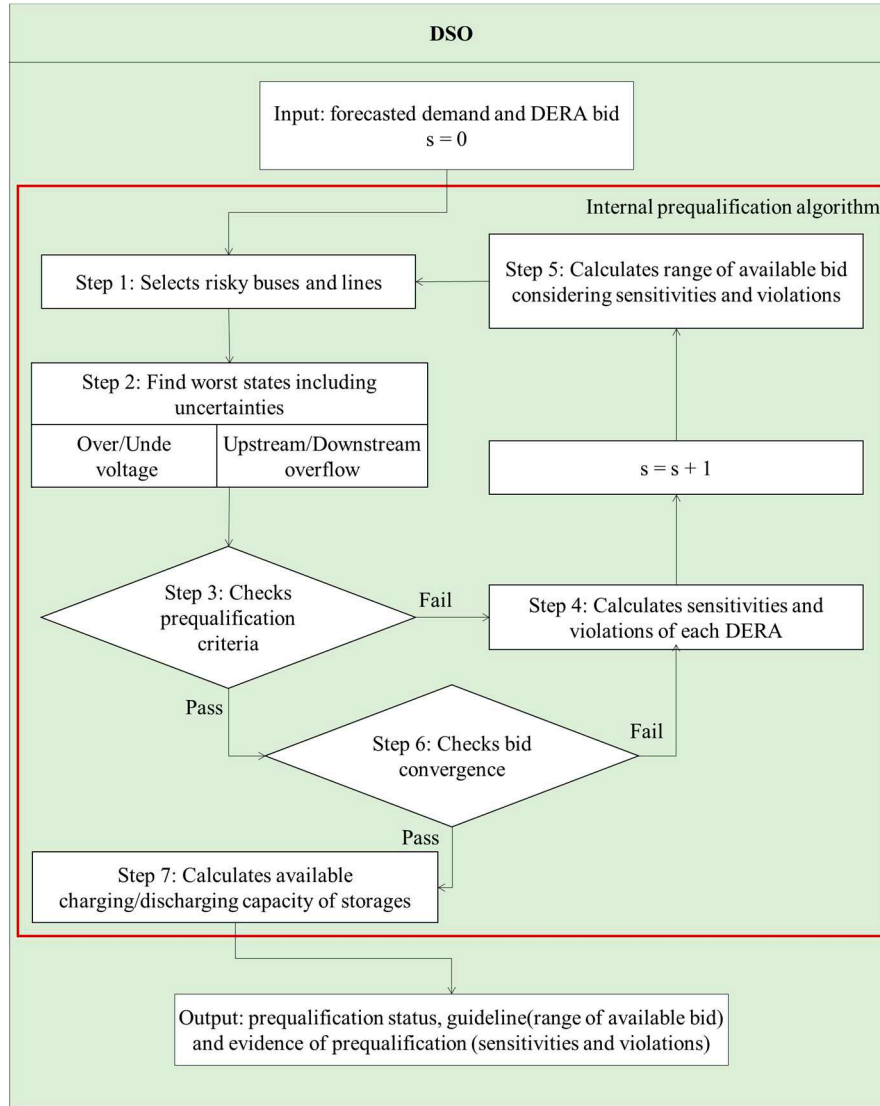 DSO
Input: forecasted demand and DERA bid
s = 0
Internal prequalification algorithm
Step 1: Selects risky buses and lines
Step 5: Calculates range of available bid
considering sensitivities and violations
Step 2: Find worst states including
uncertainties
Over/Unde
voltage
Upstream/Downstream
overflow
s = s + 1
Step 3: Checks
prequalification
criteria
Fail
Step 4: Calculates sensitivities and
violations of each DERA
Pass
Step 6: Checks bid
convergence
Fail
Pass
Step 7: Calculates available
charging/discharging capacity of storages
Output: prequalification status, guideline(range of available bid)
and evidence of prequalification (sensitivities and violations)